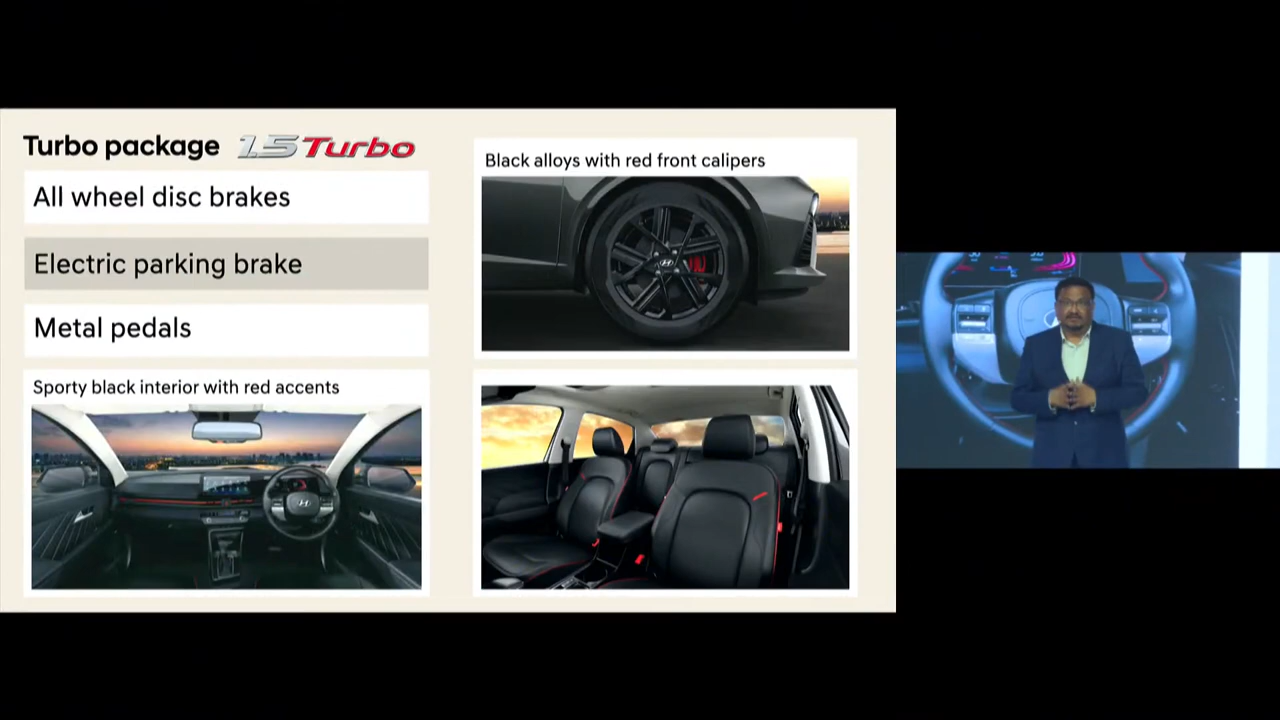 Turbo package 1.5 Turbo
All wheel disc brakes
Electric parking brake
Metal pedals
Sporty black interior with red accents
Black alloys with red front calipers